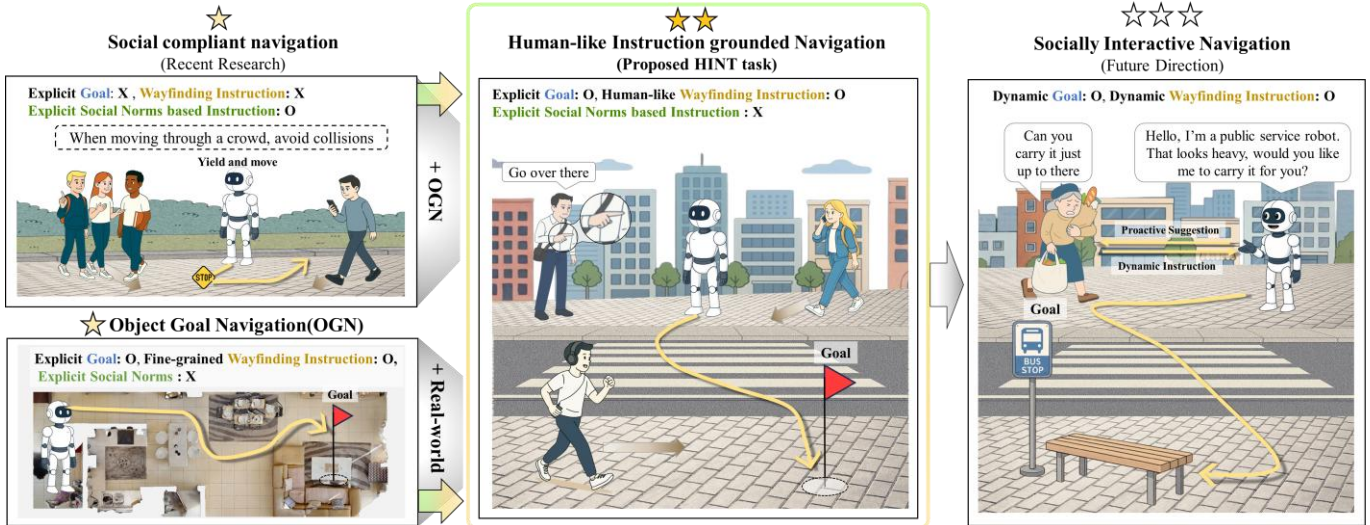 Social compliant navigation
(Recent Research)
Explicit Goal: X , Wayfinding Instruction: X
Explicit Social Norms based Instruction: O
When moving through a crowd, avoid collisions
Yield and move
STOP
+ OGN
Object Goal Navigation(OGN)
Explicit Goal: O, Fine-grained Wayfinding Instruction: O,
Explicit Social Norms : X
Goal
+ Real-world
Human-like Instruction grounded Navigation
(Proposed HINT task)
Explicit Goal: O, Human-like Wayfinding Instruction: O
Explicit Social Norms based Instruction : X
Go over there
Goal
Socially Interactive Navigation
(Future Direction)
Dynamic Goal: O, Dynamic Wayfinding Instruction: O
Can you
carry it just
up to there
Hello, I'm a public service robot.
That looks heavy, would you like
me to carry it for you?
Proactive Suggestion
Dynamic Instruction
Goal
BUS
STOP